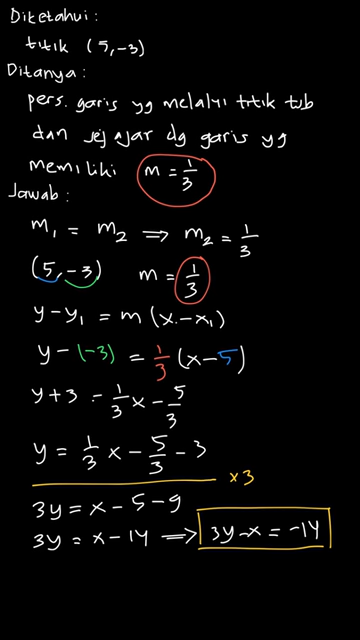 Diketahui:
titik (5, -3)
Ditanya:
pers. garis yg melalui titik tsb
dan sejajar dg garis yg
memiliki m = 1/3
Jawab:
m₁ = m₂ ⟹ m₂ = 1/3
(5, -3) m = 1/3
y - y₁ = m (x - x₁)
y - (-3) = 1/3 (x - 5)
y + 3 = 1/3 x - 5/3
y = 1/3 x - 5/3 - 3
x 3
3y = x - 5 - 9
3y = x - 14 ⟹ 3y - x = -14